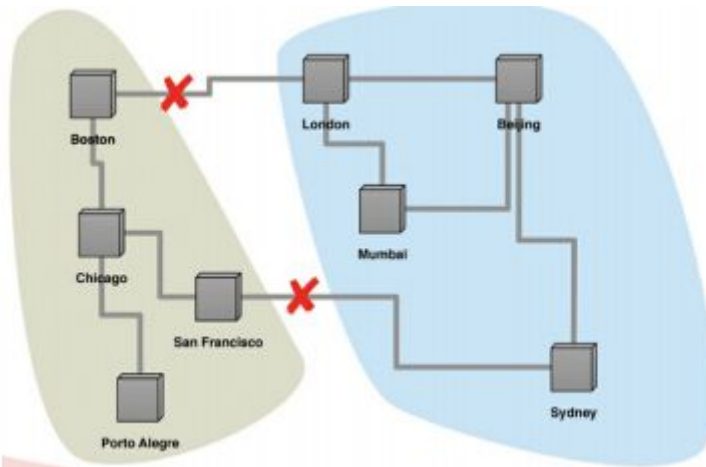 Boston
London
Beijing
Chicago
Mumbai
San Francisco
Porto Alegre
Sydney